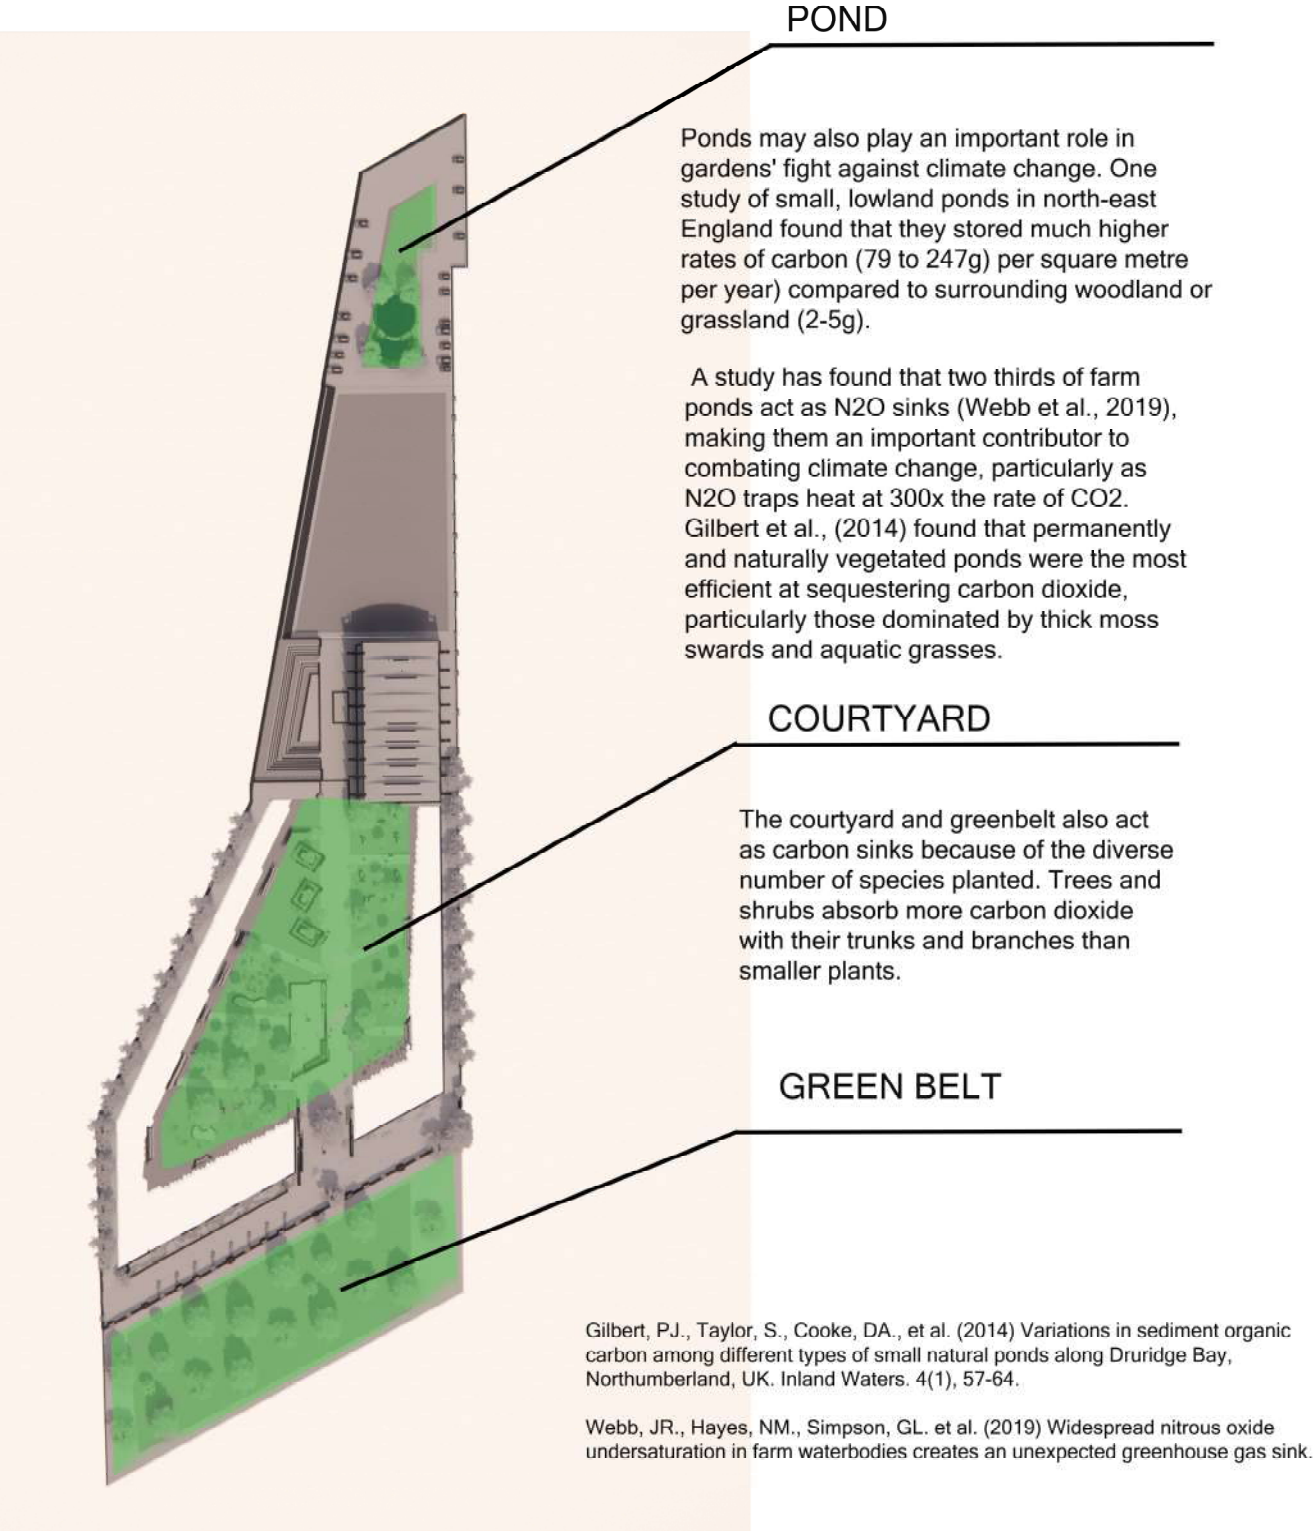 POND
Ponds may also play an important role in
gardens' fight against climate change. One
study of small, lowland ponds in north-east
England found that they stored much higher
rates of carbon (79 to 247g) per square metre
per year) compared to surrounding woodland or
grassland (2-5g).
A study has found that two thirds of farm
ponds act as N2O sinks (Webb et al., 2019),
making them an important contributor to
combating climate change, particularly as
N2O traps heat at 300x the rate of CO2.
Gilbert et al., (2014) found that permanently
and naturally vegetated ponds were the most
efficient at sequestering carbon dioxide,
particularly those dominated by thick moss
swards and aquatic grasses.
COURTYARD
The courtyard and greenbelt also act
as carbon sinks because of the diverse
number of species planted. Trees and
shrubs absorb more carbon dioxide
with their trunks and branches than
smaller plants.
GREEN BELT
Gilbert, PJ., Taylor, S., Cooke, DA., et al. (2014) Variations in sediment organic
carbon among different types of small natural ponds along Druridge Bay,
Northumberland, UK. Inland Waters. 4(1), 57-64.
Webb, JR., Hayes, NM., Simpson, GL. et al. (2019) Widespread nitrous oxide
undersaturation in farm waterbodies creates an unexpected greenhouse gas sink.